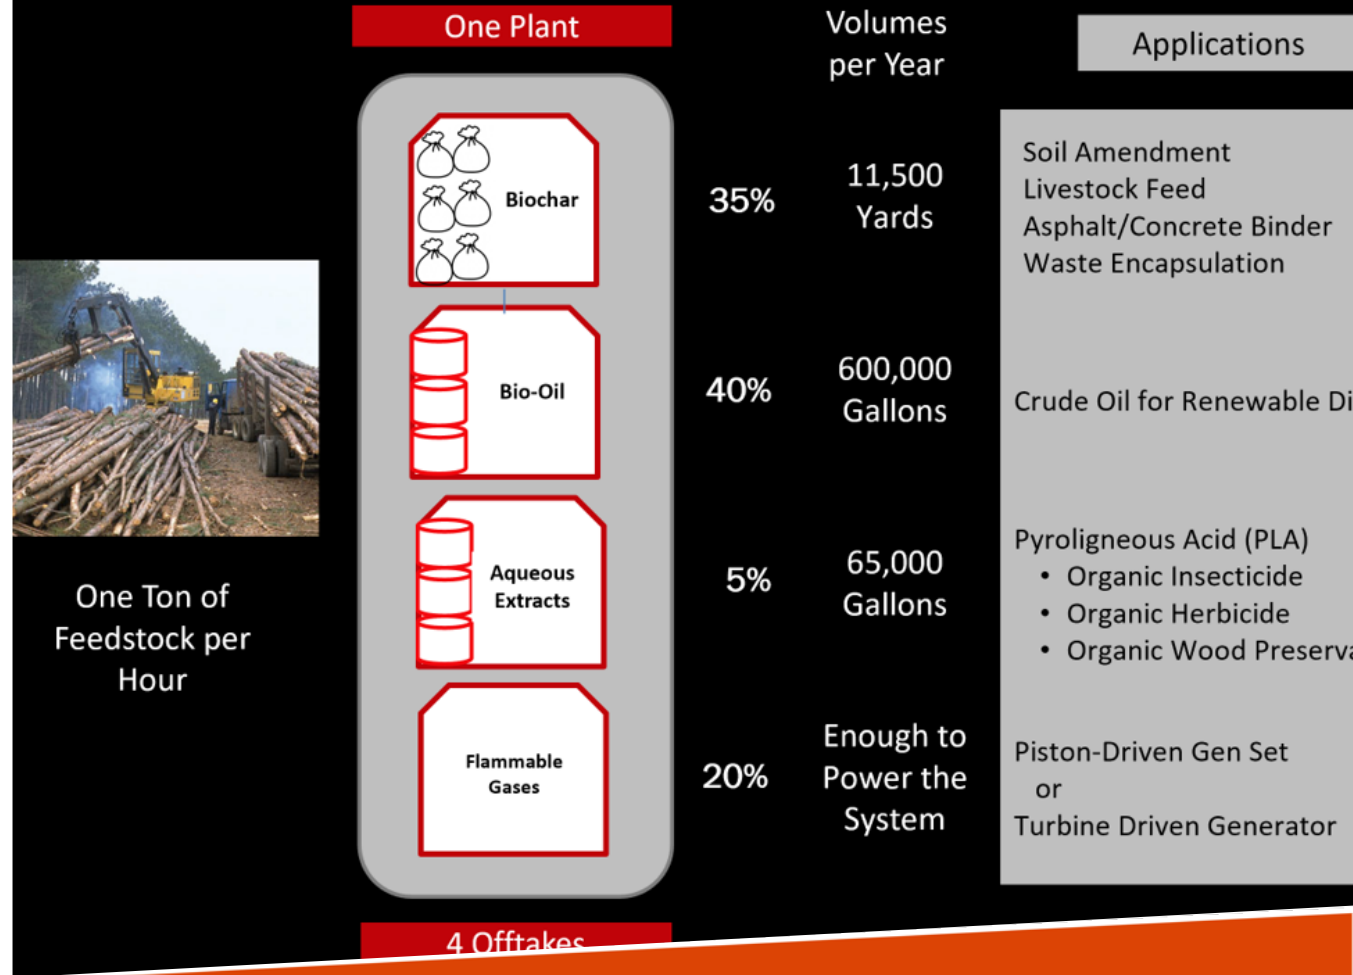 One Plant
Volumes
per Year
Applications
Biochar
35%
11,500
Yards
Soil Amendment
Livestock Feed
Asphalt/Concrete Binder
Waste Encapsulation
Bio-Oil
40%
600,000
Gallons
Crude Oil for Renewable Di
One Ton of
Feedstock per
Hour
Aqueous
Extracts
5%
65,000
Gallons
Pyroligneous Acid (PLA)
• Organic Insecticide
• Organic Herbicide
• Organic Wood Preserva
Flammable
Gases
20%
Enough to
Power the
System
Piston-Driven Gen Set
or
Turbine Driven Generator
4 Offtakes